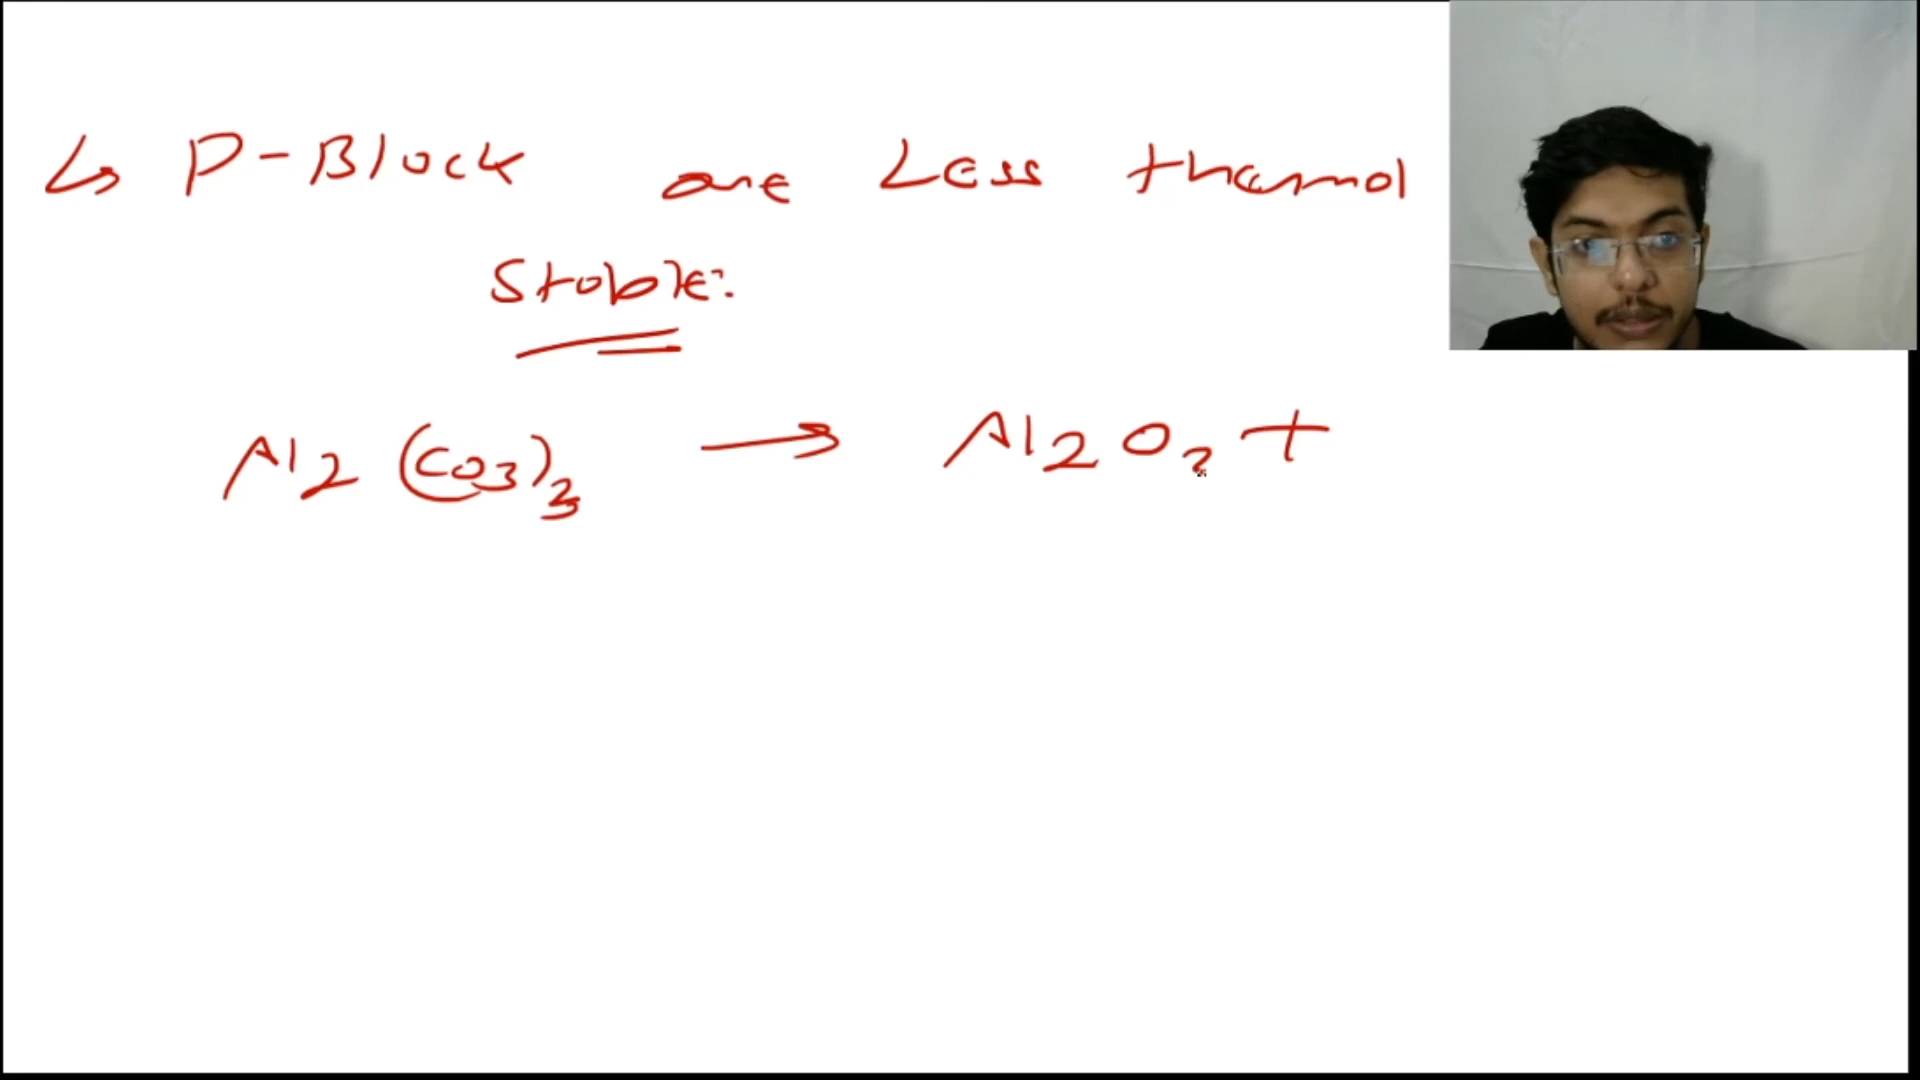 ↳ P-Block are Less thermal
Stable:
Al2 (CO3)3 → Al2O3 +